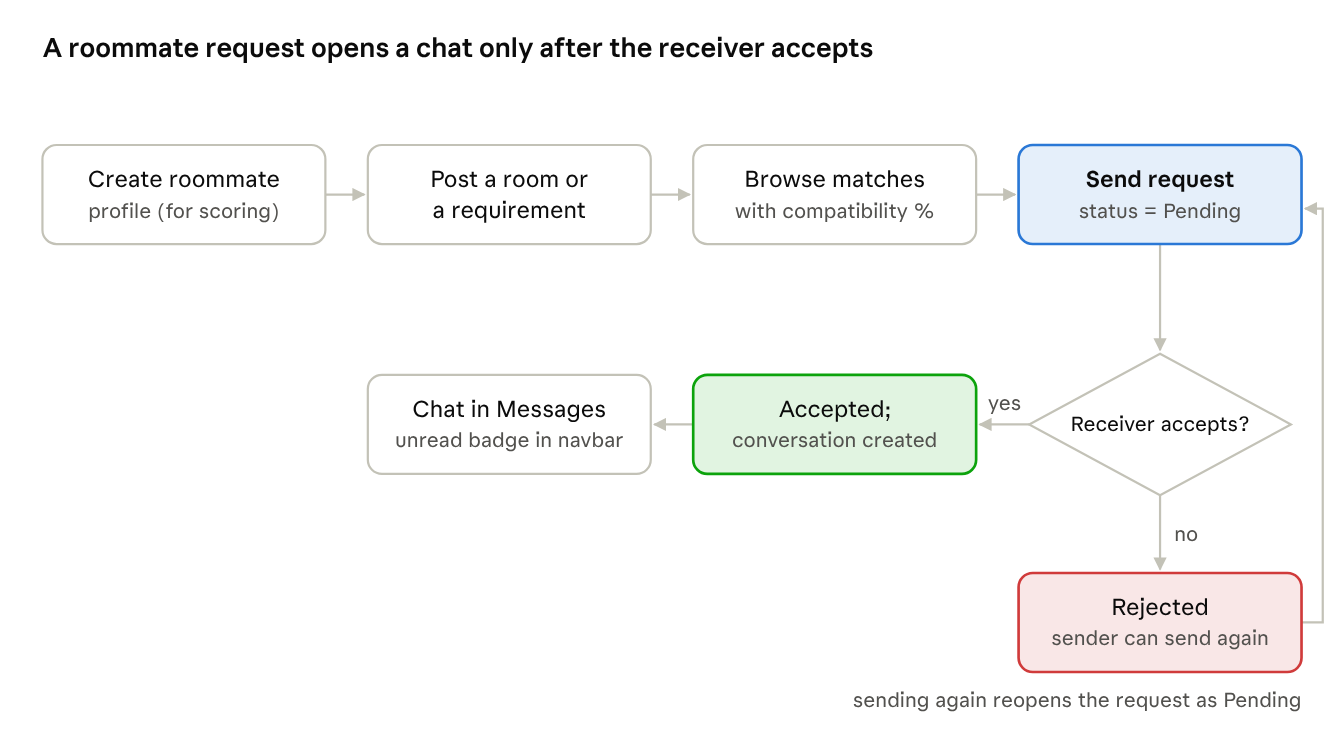 A roommate request opens a chat only after the receiver accepts
Create roommate
profile (for scoring)
Post a room or
a requirement
Browse matches
with compatibility %
Send request
status = Pending
Chat in Messages
unread badge in navbar
Accepted;
conversation created
yes
Receiver accepts?
no
Rejected
sender can send again
sending again reopens the request as Pending